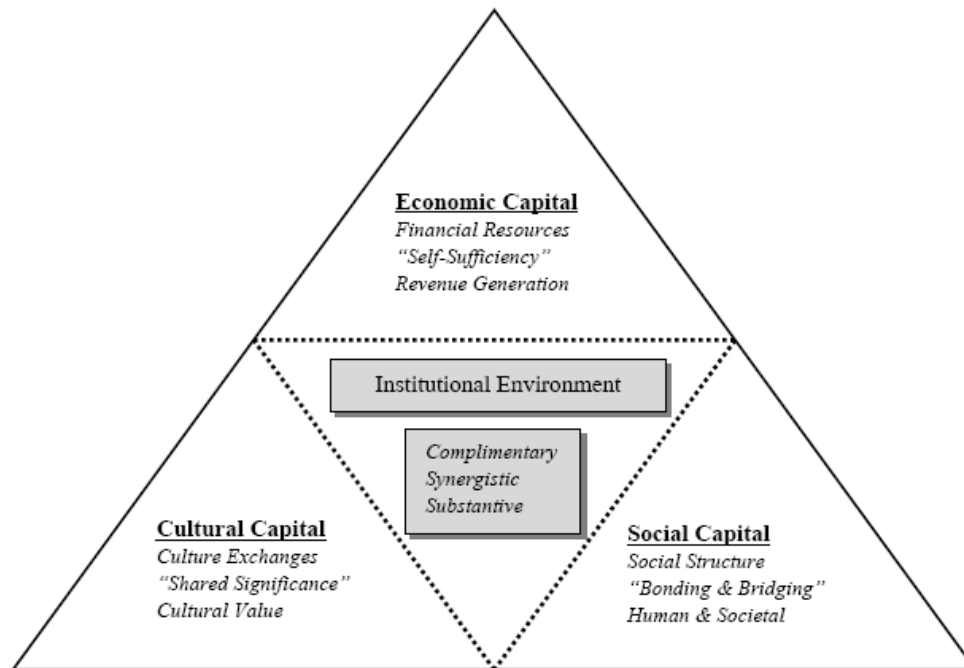 Economic Capital
Financial Resources
“Self-Sufficiency”
Revenue Generation
Institutional Environment
Complimentary
Synergistic
Substantive
Cultural Capital
Culture Exchanges
“Shared Significance”
Cultural Value
Social Capital
Social Structure
“Bonding & Bridging”
Human & Societal